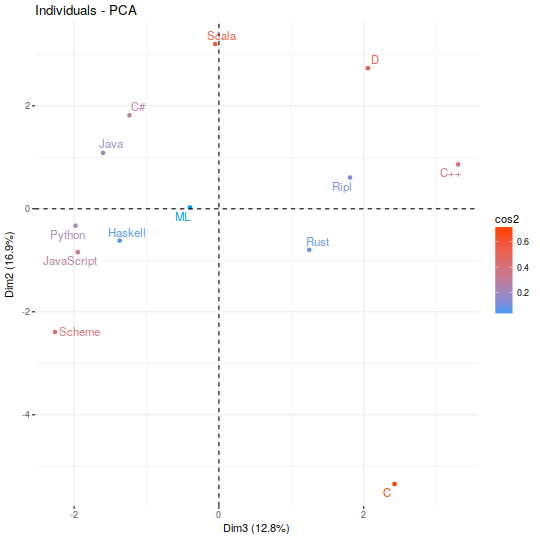 Individuals - PCA
Scala
D
C#
Java
C++
Ripl
ML
Python
Haskell
Rust
JavaScript
Scheme
C
2
0
-2
-4
-2
0
2
Dim2 (16.9%)
Dim3 (12.8%)
cos2
0.6
0.4
0.2